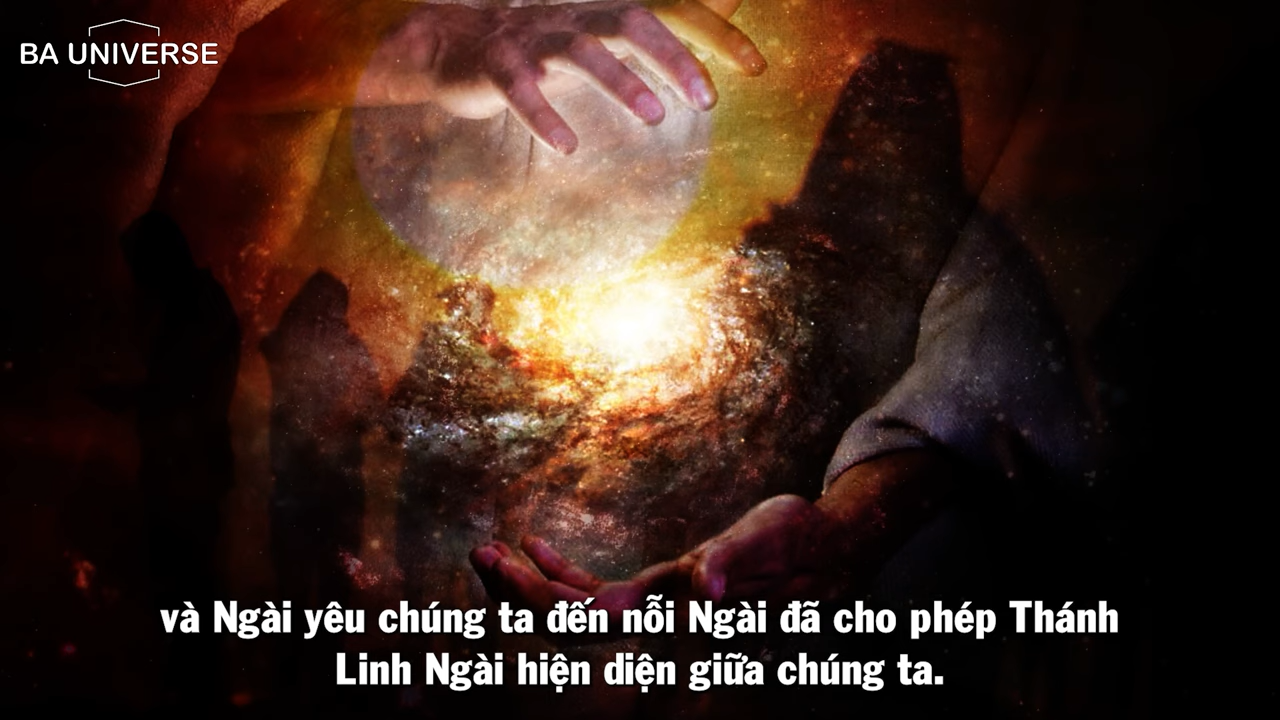 BA UNIVERSE
và Ngài yêu chúng ta đến nỗi Ngài đã cho phép Thánh
Linh Ngài hiện diện giữa chúng ta.